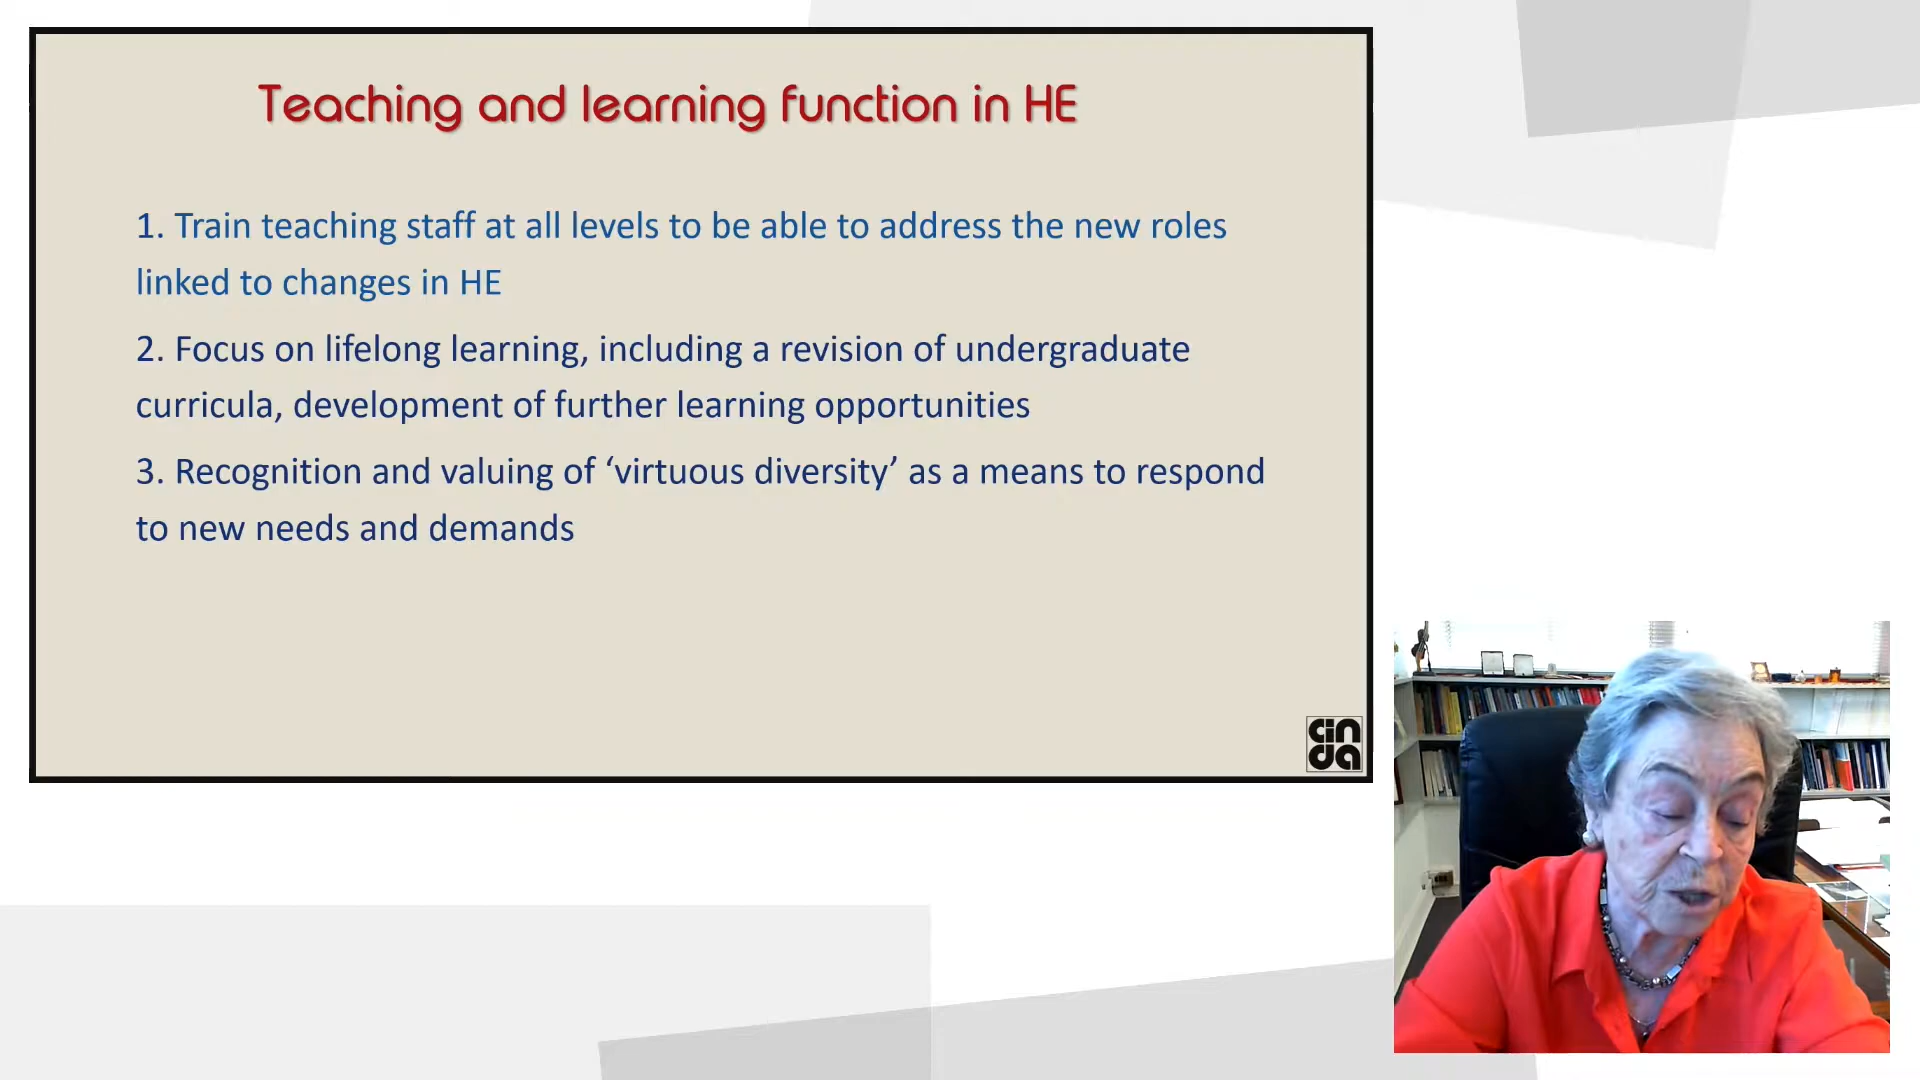 Teaching and learning function in HE
1. Train teaching staff at all levels to be able to address the new roles
linked to changes in HE
2. Focus on lifelong learning, including a revision of undergraduate
curricula, development of further learning opportunities
3. Recognition and valuing of ‘virtuous diversity’ as a means to respond
to new needs and demands
cin
da